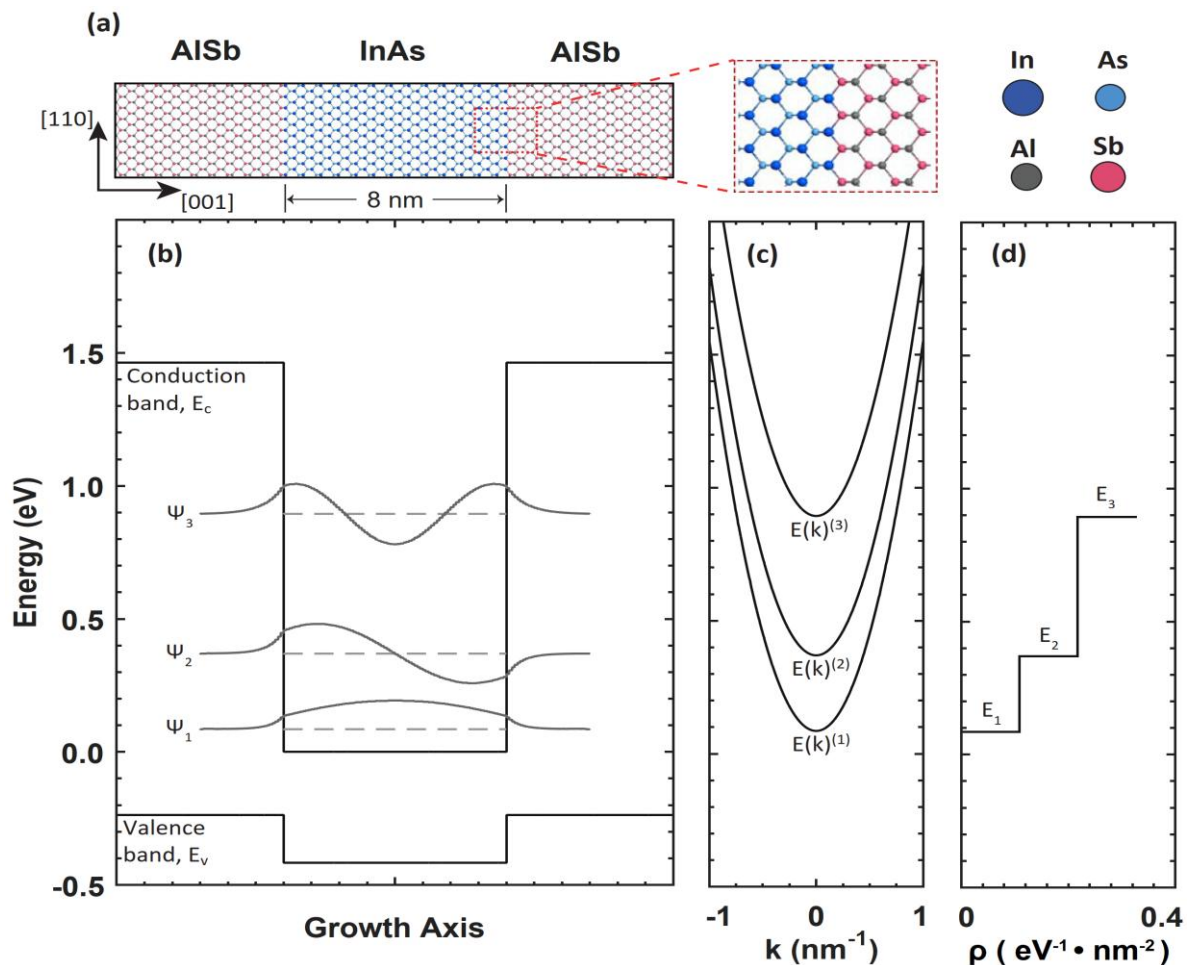 (a)
AlSb InAs AlSb
In As
Al Sb
[110]
[001]
8 nm
(b) (c) (d)
Energy (eV)
1.5
1.0
0.5
0.0
-0.5
Conduction
band, Ec
Ψ3
Ψ2
Ψ1
Valence
band, Ev
Growth Axis
E(k)(3)
E(k)(2)
E(k)(1)
-1 0 1
k (nm-1)
E3
E2
E1
0 0.4
ρ ( eV-1 • nm-2)